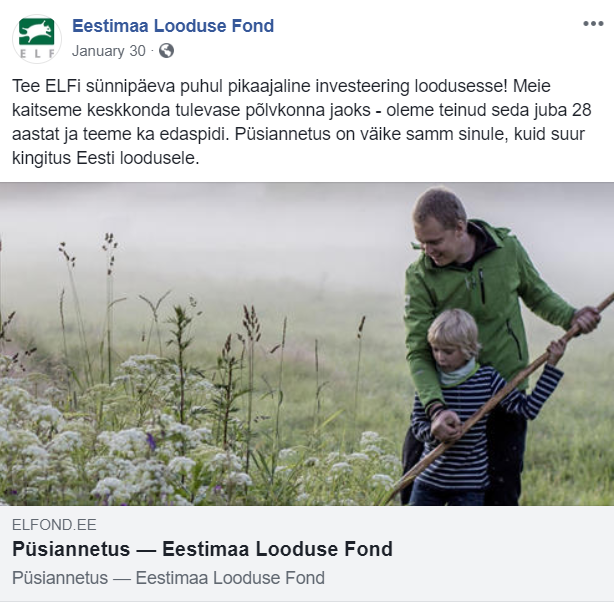 Eestimaa Looduse Fond
January 30 ·
ELF
Tee ELFi sünnipäeva puhul pikaajaline investeering loodusesse! Meie
kaitseme keskkonda tulevase põlvkonna jaoks - oleme teinud seda juba 28
aastat ja teeme ka edaspidi. Püsiannetus on väike samm sinule, kuid suur
kingitus Eesti loodusele.
ELFOND.EE
Püsiannetus — Eestimaa Looduse Fond
Püsiannetus — Eestimaa Looduse Fond